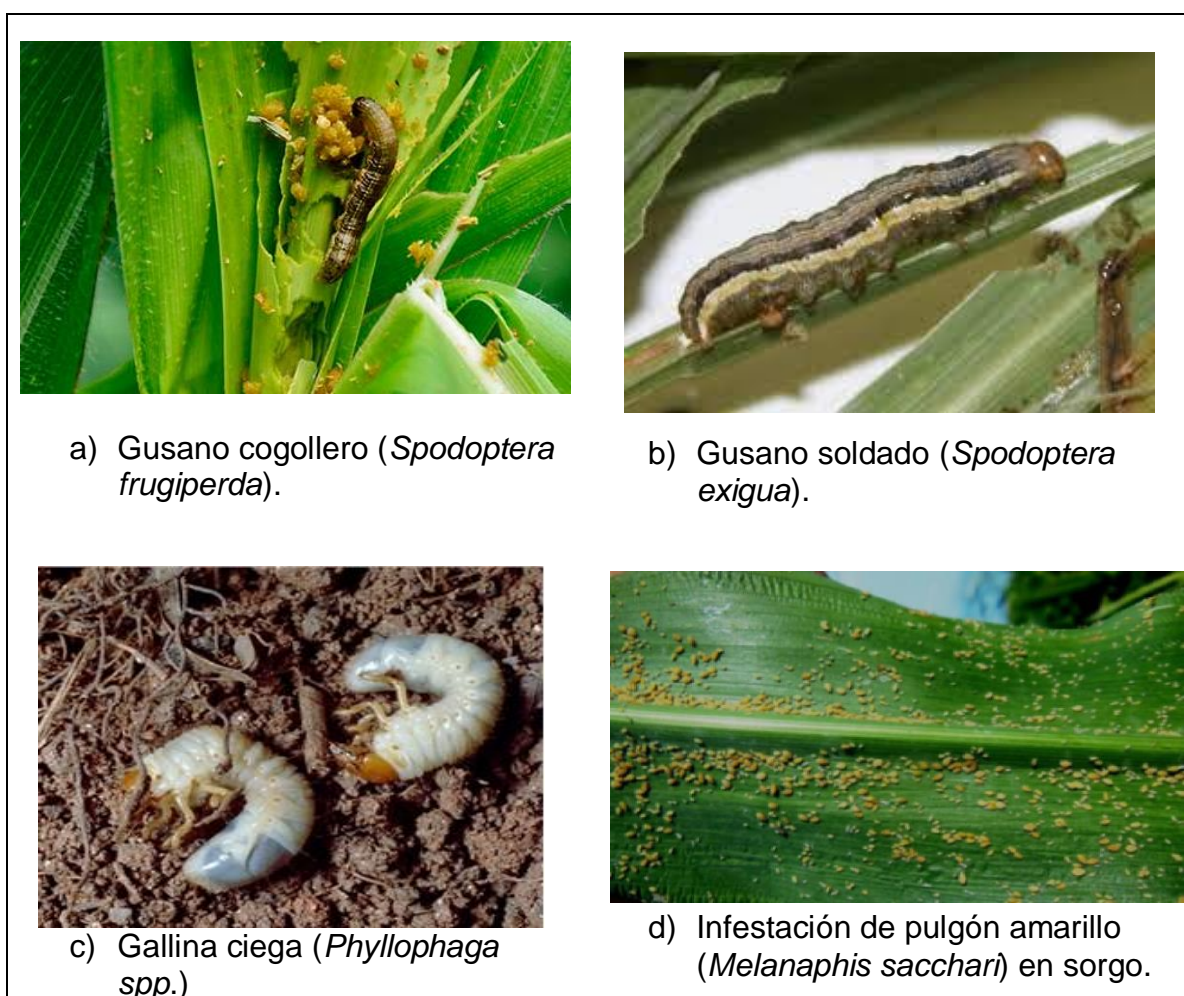 a) Gusano cogollero (Spodoptera
frugiperda).
b) Gusano soldado (Spodoptera
exigua).
c) Gallina ciega (Phyllophaga
spp.)
d) Infestación de pulgón amarillo
(Melanaphis sacchari) en sorgo.